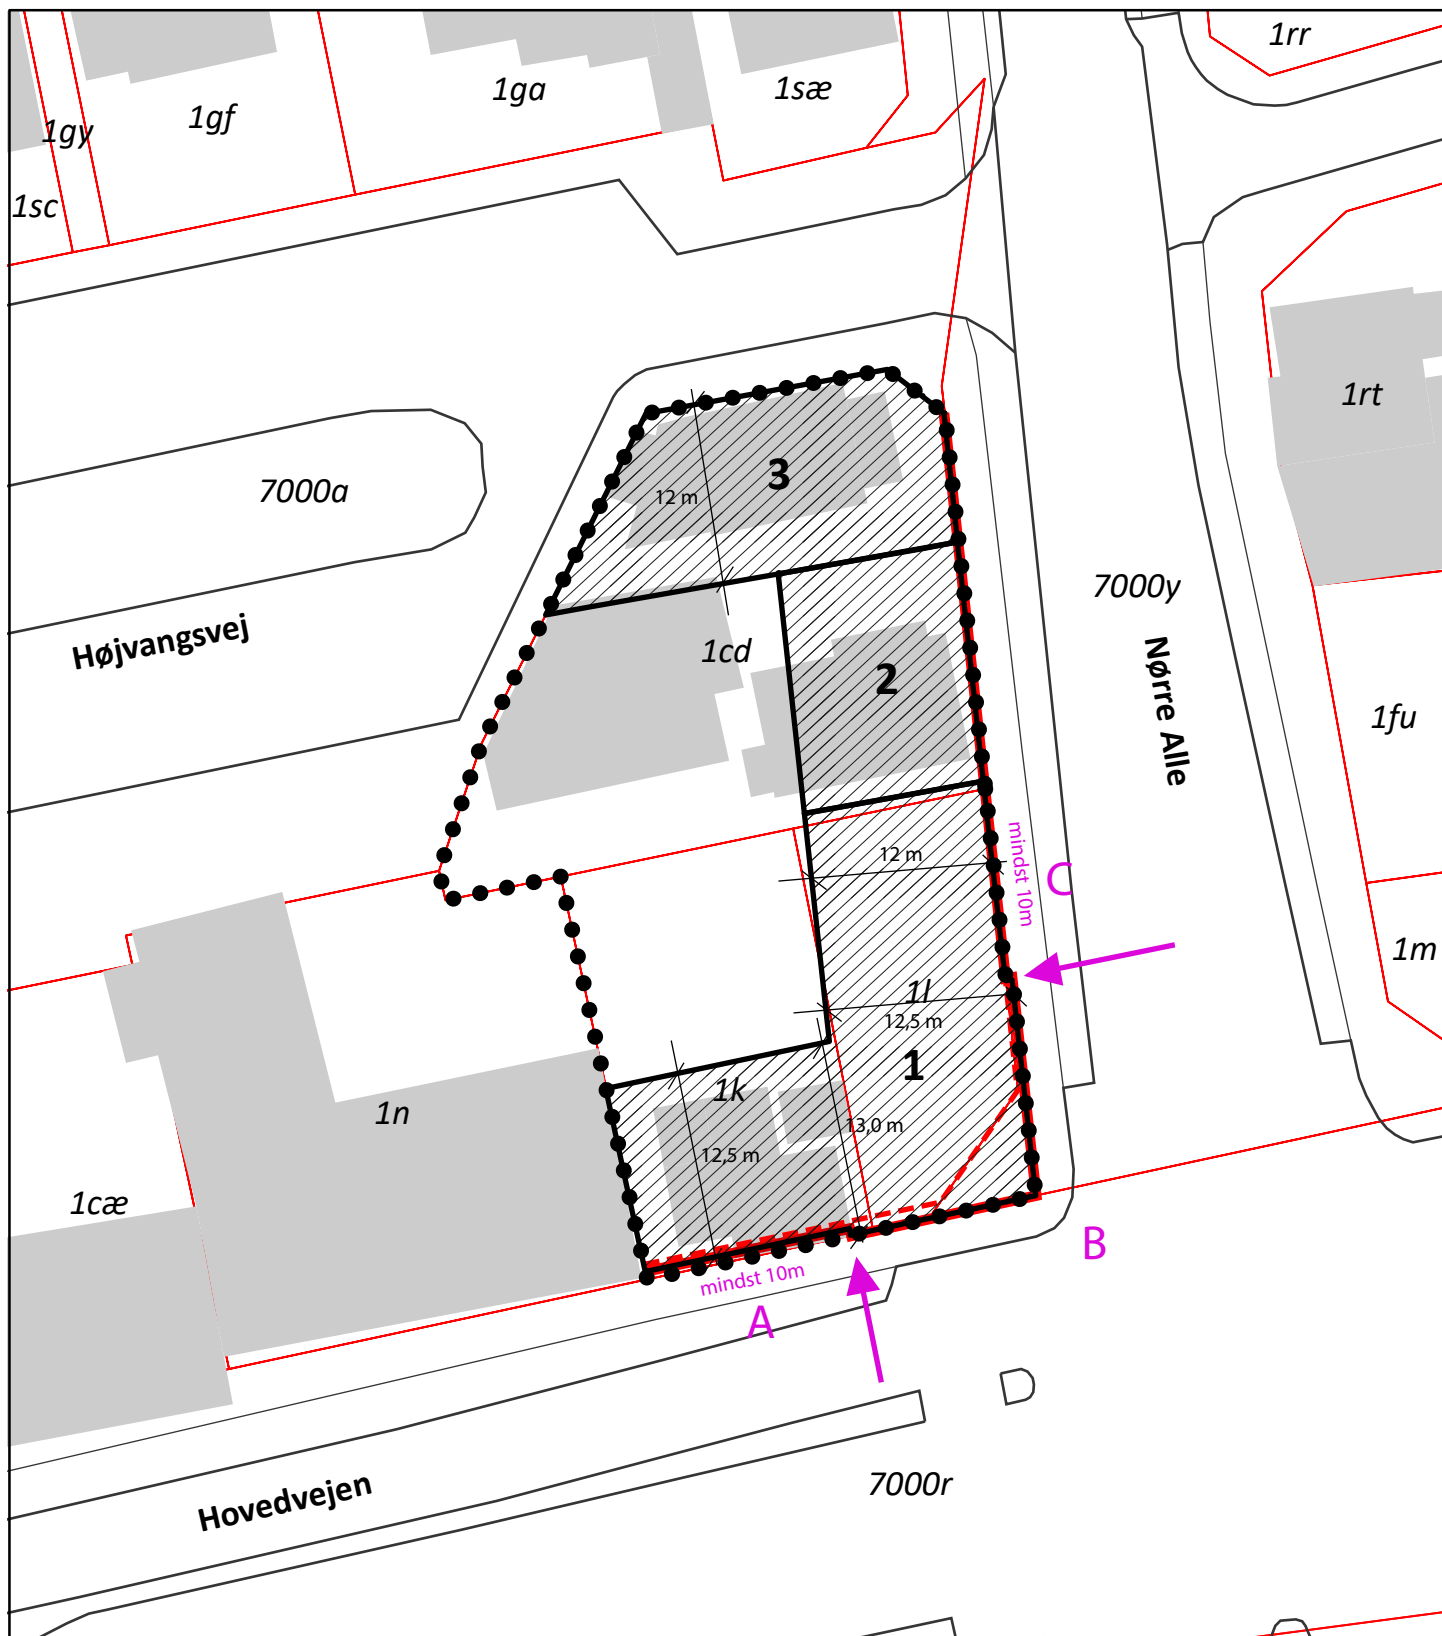 1rr
1ga
1sæ
1gf
1gy
1sc
1rt
3
7000a
12 m
7000y
Højvangsvej
1cd
2
Nørre Alle
1fu
12 m
mindst 10m
C
1m
1l
12,5 m
1
1k
1n
13,0 m
12,5 m
1cæ
B
mindst 10m
A
7000r
Hovedvejen